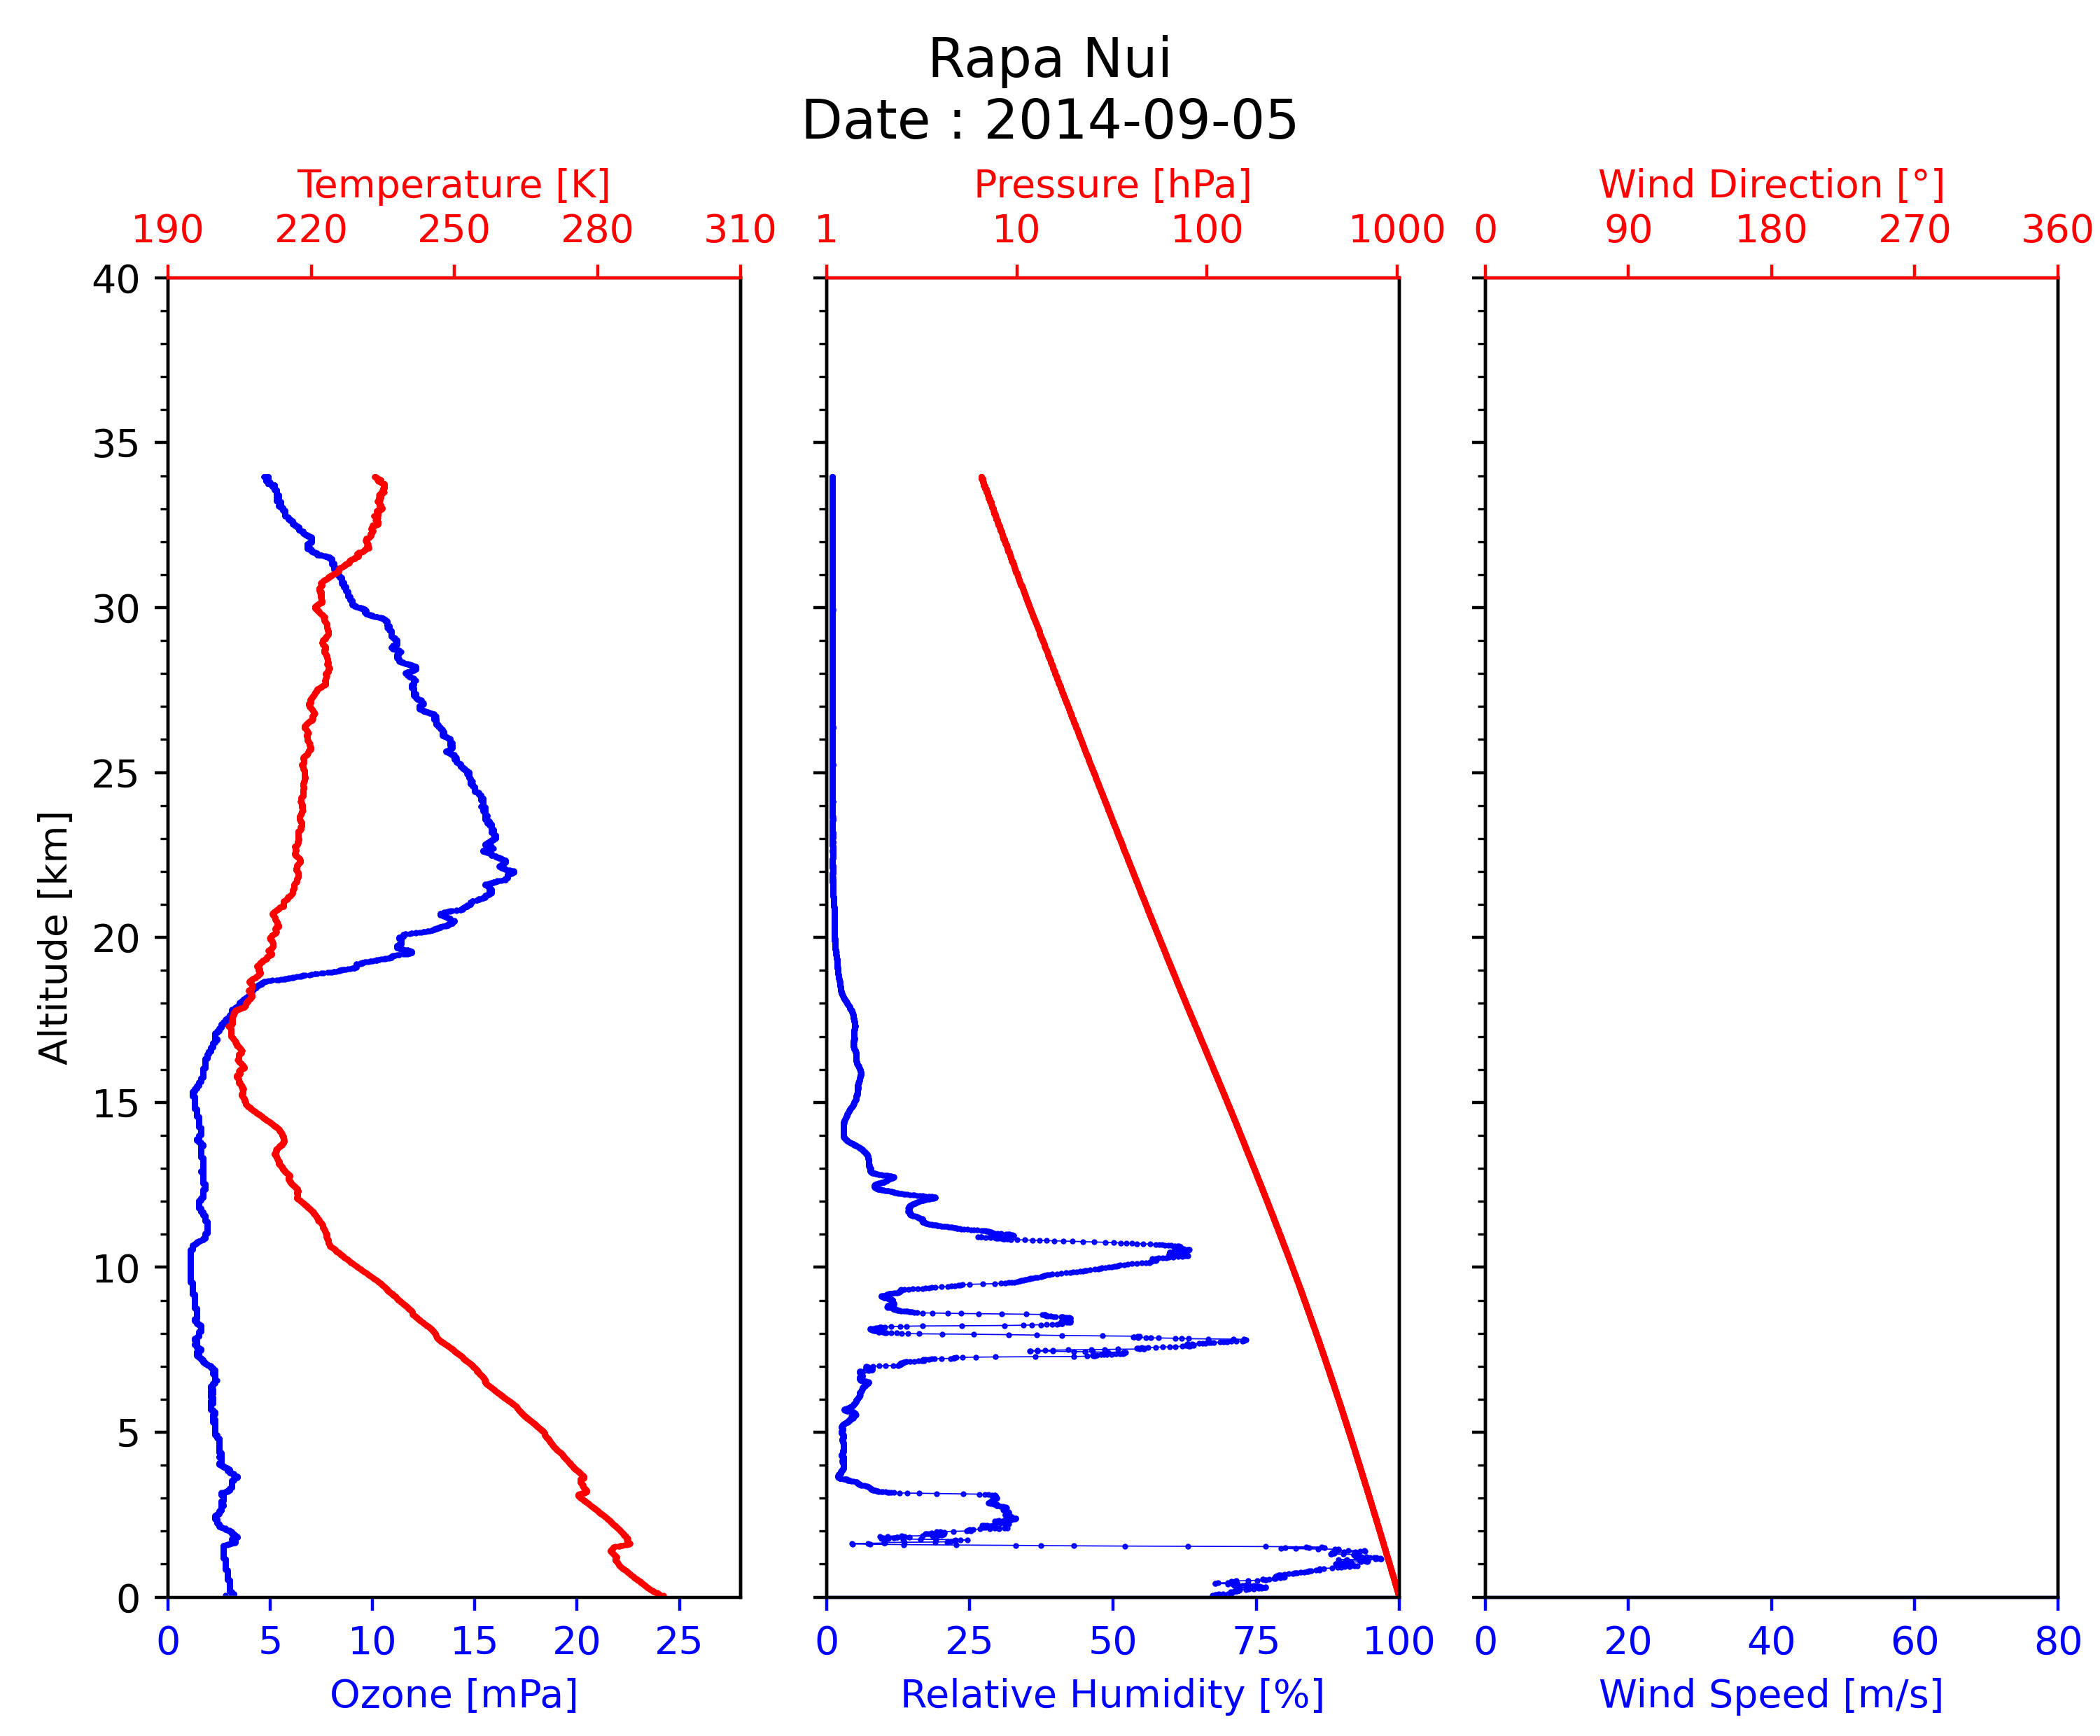 Rapa Nui
Date : 2014-09-05
Temperature [K]
190 220 250 280 310
Pressure [hPa]
1 10 100 1000
Wind Direction [°]
0 90 180 270 360
Altitude [km]
40
35
30
25
20
15
10
5
0
0 5 10 15 20 25
Ozone [mPa]
0 25 50 75 100
Relative Humidity [%]
0 20 40 60 80
Wind Speed [m/s]